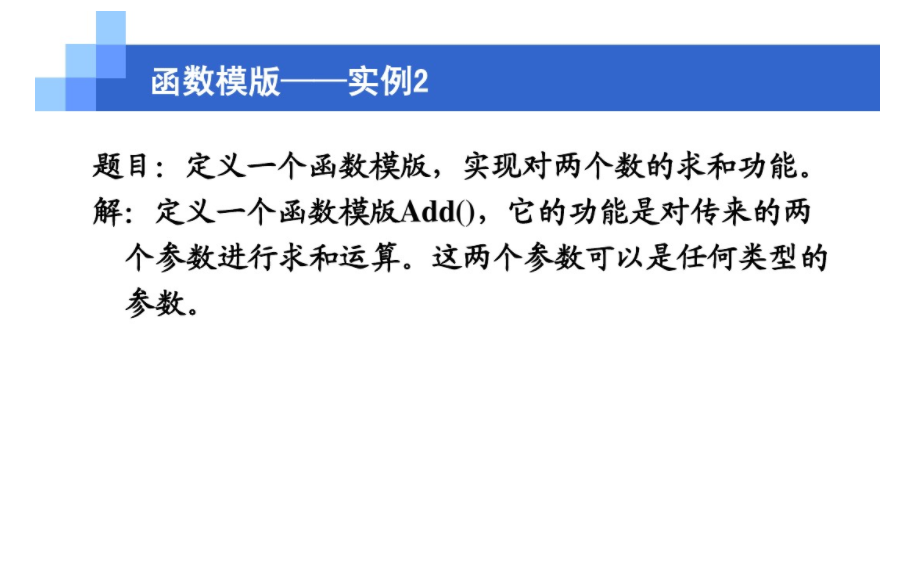 函数模版——实例2
题目：定义一个函数模版，实现对两个数的求和功能。
解：定义一个函数模版Add()，它的功能是对传来的两
个参数进行求和运算。这两个参数可以是任何类型的
参数。